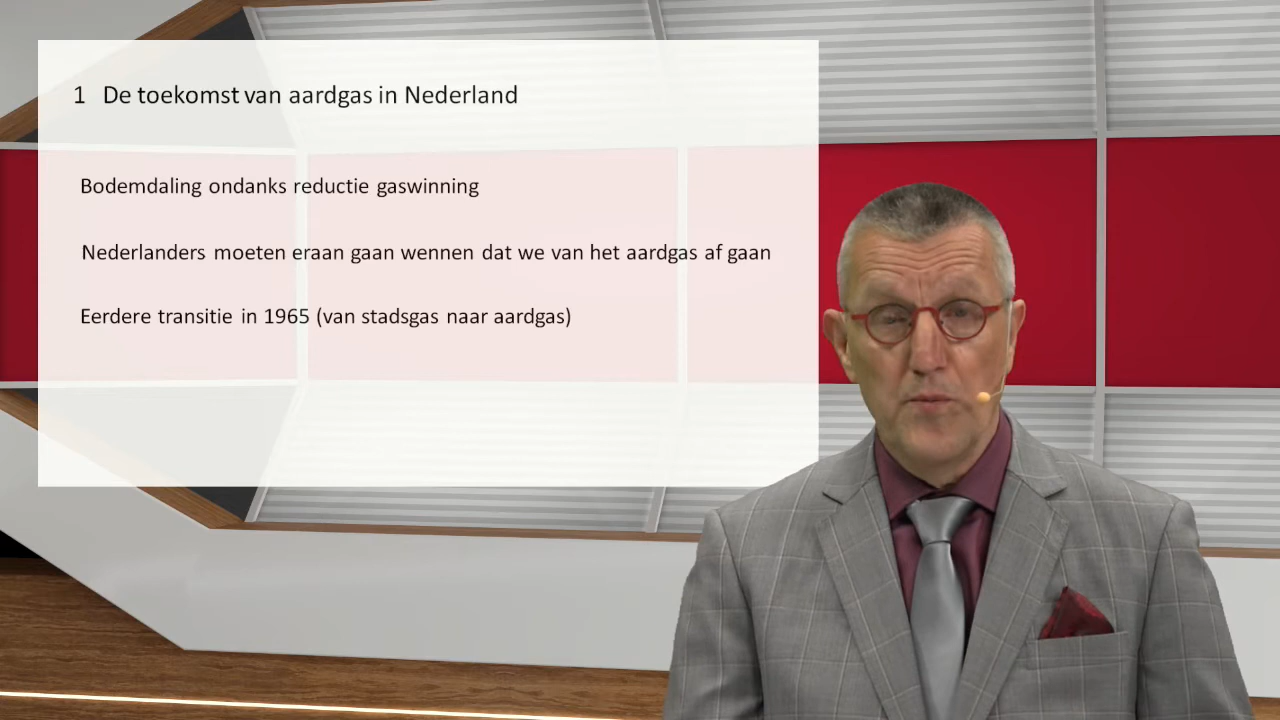 1 De toekomst van aardgas in Nederland
Bodemdaling ondanks reductie gaswinning
Nederlanders moeten eraan gaan wennen dat we van het aardgas af gaan
Eerdere transitie in 1965 (van stadsgas naar aardgas)